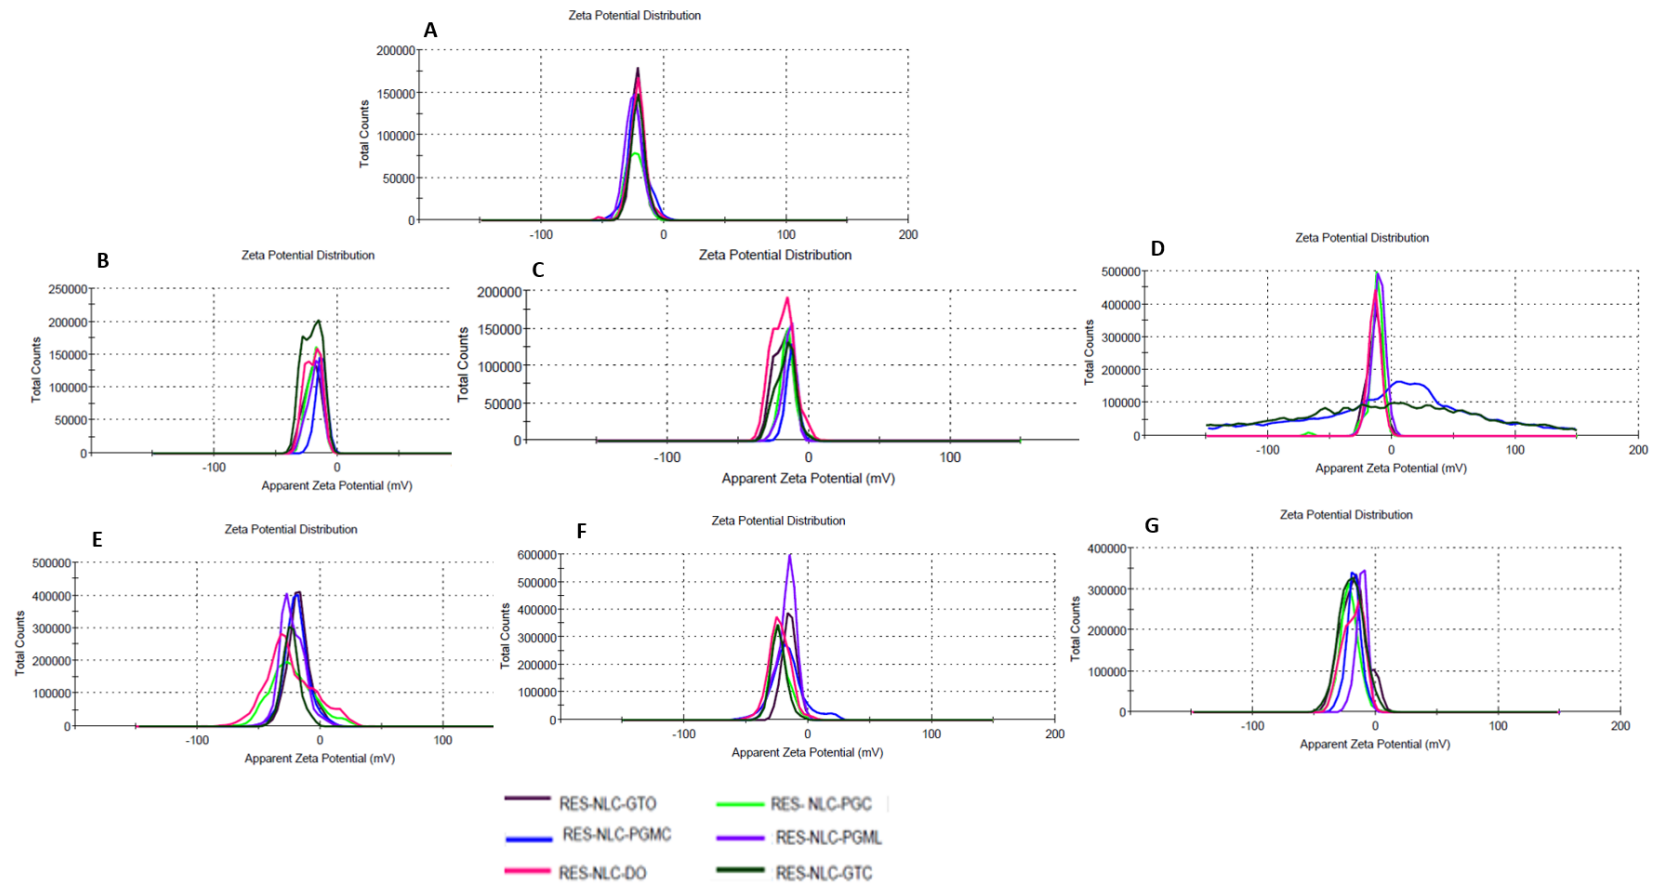 Zeta Potential Distribution
A
200000
150000
100000
50000
0
Total Counts
-100
0
100
200
Zeta Potential Distribution
B
250000
200000
150000
100000
50000
0
Total Counts
-100
0
Apparent Zeta Potential (mV)
Zeta Potential Distribution
C
200000
150000
100000
50000
0
Total Counts
-100
0
100
Apparent Zeta Potential (mV)
Zeta Potential Distribution
D
500000
400000
300000
200000
100000
0
Total Counts
-100
0
100
200
Apparent Zeta Potential (mV)
Zeta Potential Distribution
E
500000
400000
300000
200000
100000
0
Total Counts
-100
0
100
Apparent Zeta Potential (mV)
Zeta Potential Distribution
F
600000
500000
400000
300000
200000
100000
0
Total Counts
-100
0
100
200
Apparent Zeta Potential (mV)
Zeta Potential Distribution
G
400000
300000
200000
100000
0
Total Counts
-100
0
100
200
Apparent Zeta Potential (mV)
RES-NLC-GTO
RES- NLC-PGC
RES-NLC-PGMC
RES-NLC-PGML
RES-NLC-DO
RES-NLC-GTC